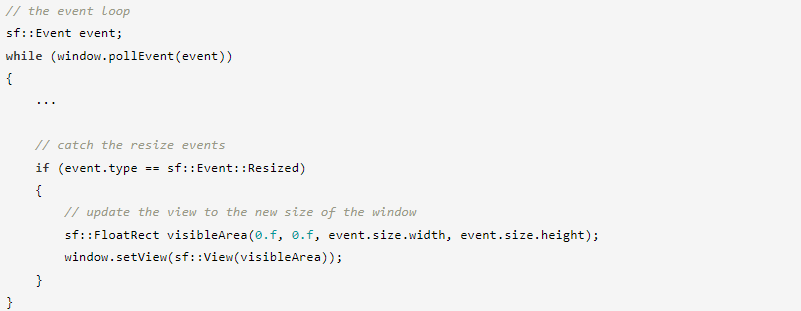 // the event loop
sf::Event event;
while (window.pollEvent(event))
{
    ...

    // catch the resize events
    if (event.type == sf::Event::Resized)
    {
        // update the view to the new size of the window
        sf::FloatRect visibleArea(0.f, 0.f, event.size.width, event.size.height);
        window.setView(sf::View(visibleArea));
    }
}